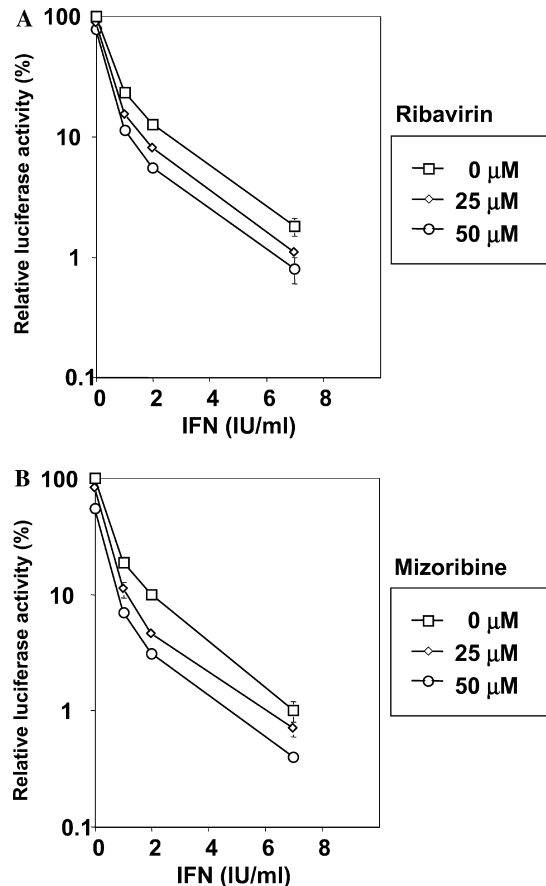 A
Relative luciferase activity (%)
100
10
1
0.1
0 2 4 6 8
IFN (IU/ml)
Ribavirin
0 μM
25 μM
50 μM
B
Relative luciferase activity (%)
100
10
1
0.1
0 2 4 6 8
IFN (IU/ml)
Mizoribine
0 μM
25 μM
50 μM